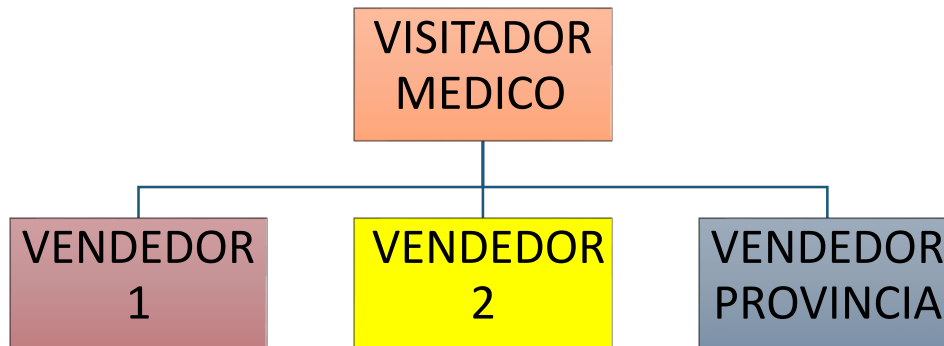 VISITADOR
MEDICO
VENDEDOR
1
VENDEDOR
2
VENDEDOR
PROVINCIA